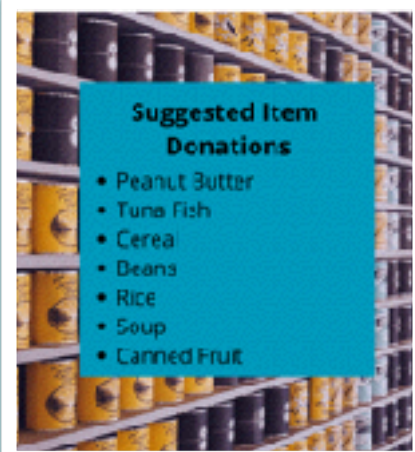 Suggested Item
Donations
• Peanut Butter
• Tuna Fish
• Cereal
• Beans
• Rice
• Soup
• Canned Fruit